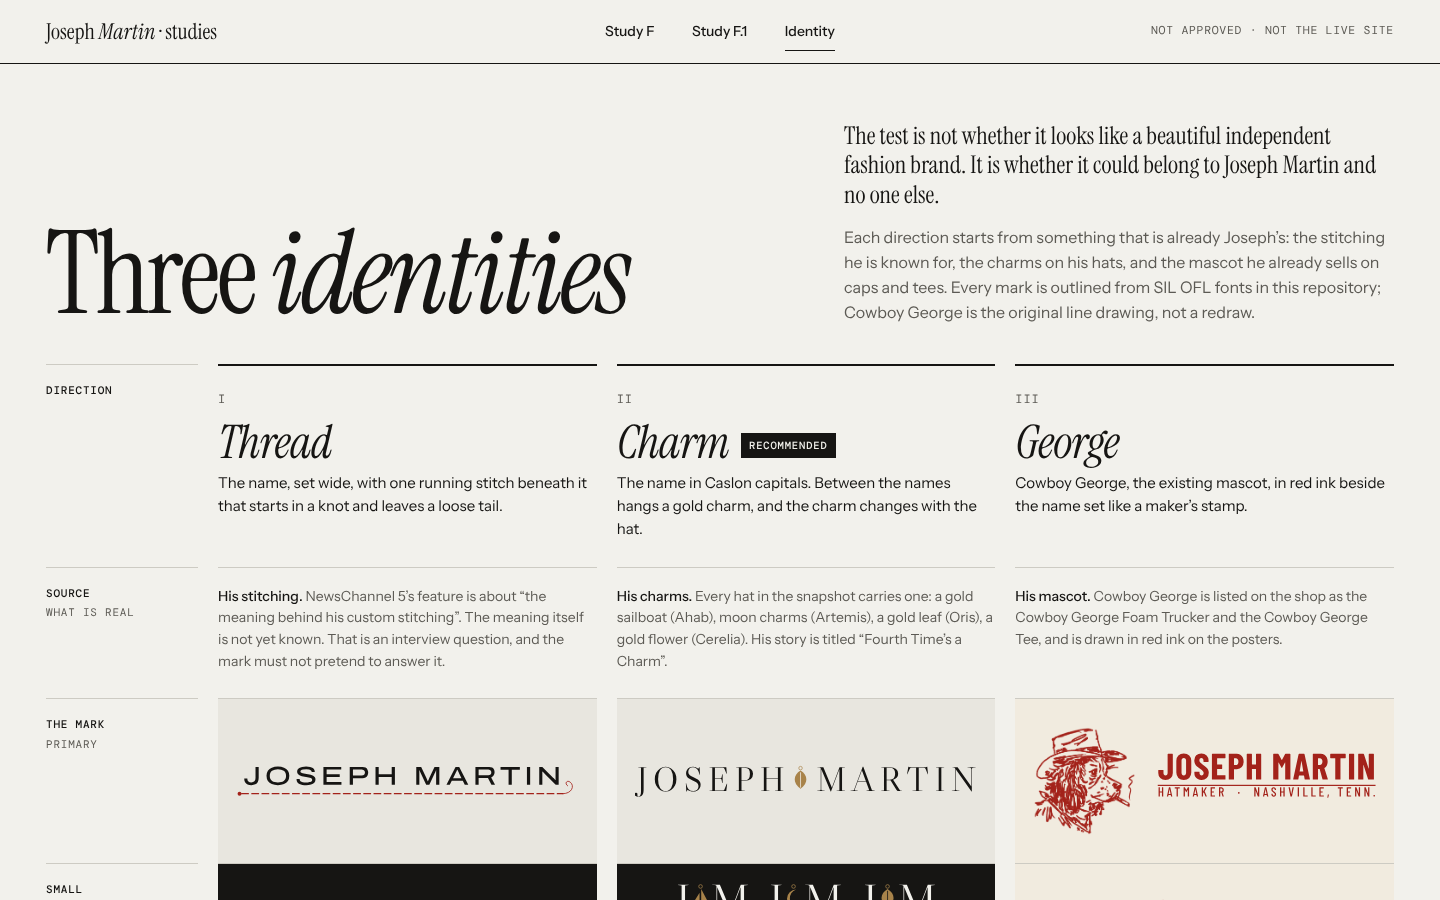 Joseph Martin · studies
Study F
Study F.1
Identity
NOT APPROVED · NOT THE LIVE SITE
The test is not whether it looks like a beautiful independent
fashion brand. It is whether it could belong to Joseph Martin and
no one else.
Three identities
Each direction starts from something that is already Joseph’s: the stitching
he is known for, the charms on his hats, and the mascot he already sells on
caps and tees. Every mark is outlined from SIL OFL fonts in this repository;
Cowboy George is the original line drawing, not a redraw.
DIRECTION
I
Thread
The name, set wide, with one running stitch beneath it
that starts in a knot and leaves a loose tail.
II
Charm
RECOMMENDED
The name in Caslon capitals. Between the names
hangs a gold charm, and the charm changes with the
hat.
III
George
Cowboy George, the existing mascot, in red ink beside
the name set like a maker’s stamp.
SOURCE
WHAT IS REAL
His stitching. NewsChannel 5’s feature is about “the
meaning behind his custom stitching”. The meaning itself
is not yet known. That is an interview question, and the
mark must not pretend to answer it.
His charms. Every hat in the snapshot carries one: a gold
sailboat (Ahab), moon charms (Artemis), a gold leaf (Oris), a
gold flower (Cerelia). His story is titled “Fourth Time’s a
Charm”.
His mascot. Cowboy George is listed on the shop as the
Cowboy George Foam Trucker and the Cowboy George
Tee, and is drawn in red ink on the posters.
THE MARK
PRIMARY
JOSEPH MARTIN
JOSEPH MARTIN
JOSEPH MARTIN
HATMAKER · NASHVILLE, TENN.
SMALL
J M J M J M